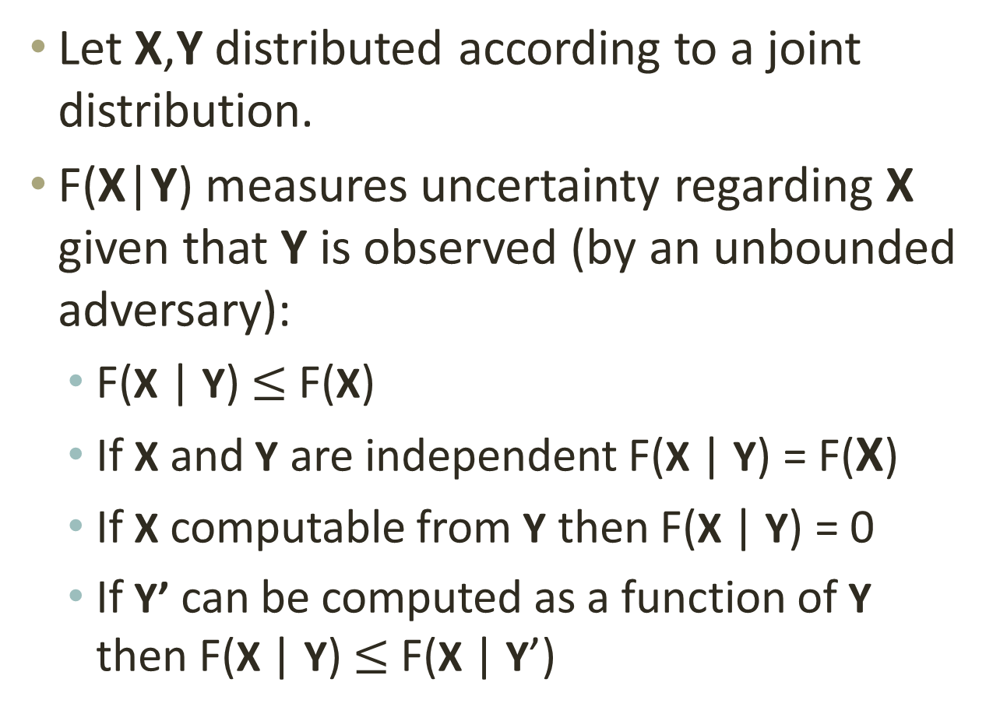 • Let X,Y distributed according to a joint
distribution.
• F(X|Y) measures uncertainty regarding X
given that Y is observed (by an unbounded
adversary):
• F(X | Y) ≤ F(X)
• If X and Y are independent F(X | Y) = F(X)
• If X computable from Y then F(X | Y) = 0
• If Y’ can be computed as a function of Y
then F(X | Y) ≤ F(X | Y’)